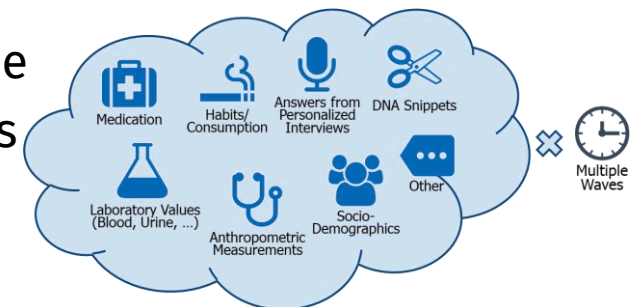 e
s
Medication
Habits/
Consumption
Answers from
Personalized
Interviews
DNA Snippets
Multiple
Waves
Laboratory Values
(Blood, Urine, ...)
Anthropometric
Measurements
Socio-
Demographics
Other